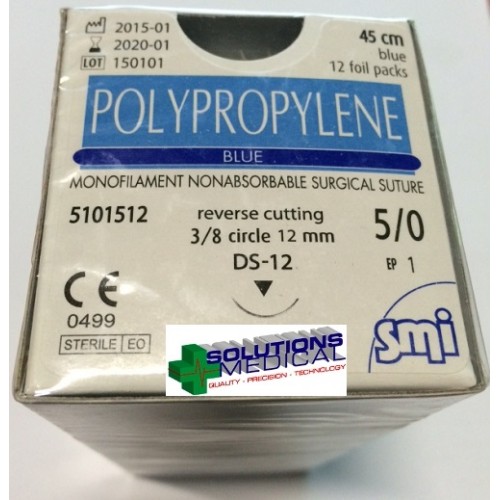 2015-01
2020-01
LOT 150101
45 cm
blue
12 foil packs
POLYPROPYLENE
BLUE
MONOFILAMENT NONABSORBABLE SURGICAL SUTURE
5101512
reverse cutting
3/8 circle 12 mm
DS-12
5/0
EP 1
CE
0499
STERILE EO
smi
SOLUTIONS
MEDICAL
QUALITY - PRECISION - TECHNOLOGY